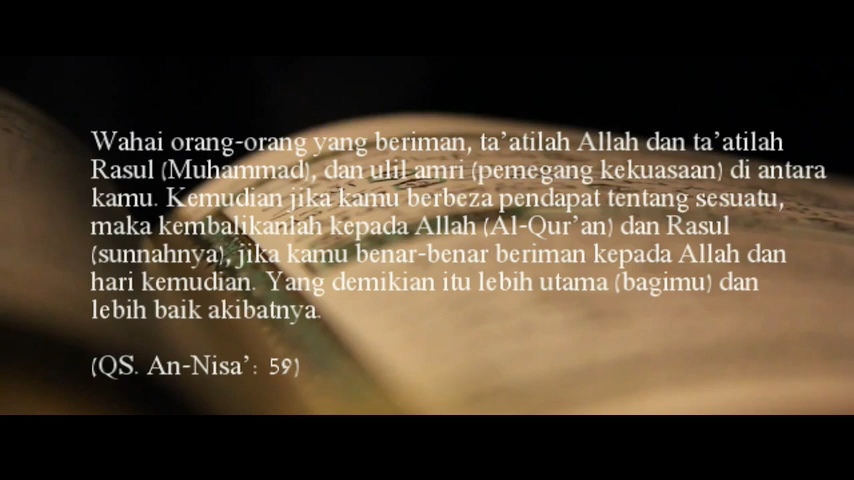 Wahai orang-orang yang beriman, ta'atilah Allah dan ta'atilah
Rasul (Muhammad), dan ulil amri (pemegang kekuasaan) di antara
kamu. Kemudian jika kamu berbeza pendapat tentang sesuatu,
maka kembalikanlah kepada Allah (Al-Qur'an) dan Rasul
(sunnahnya), jika kamu benar-benar beriman kepada Allah dan
hari kemudian. Yang demikian itu lebih utama (bagimu) dan
lebih baik akibatnya.
(QS. An-Nisa': 59)